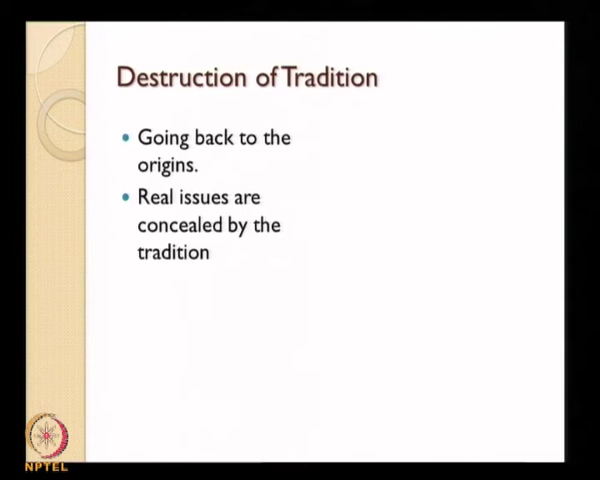 Destruction of Tradition
• Going back to the
origins.
• Real issues are
concealed by the
tradition
NPTEL